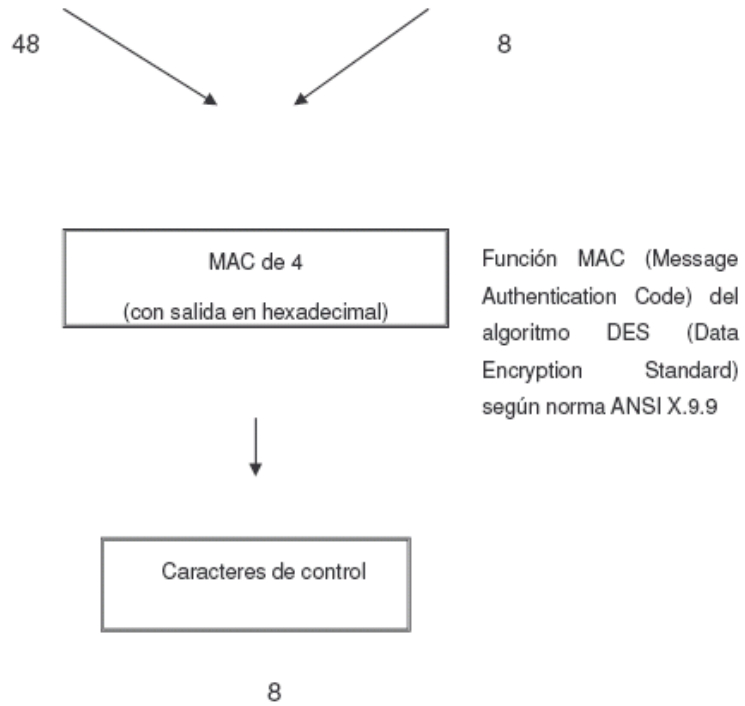 48
8
MAC de 4
(con salida en hexadecimal)
Función MAC (Message
Authentication Code) del
algoritmo DES (Data
Encryption Standard)
según norma ANSI X.9.9
Caracteres de control
8